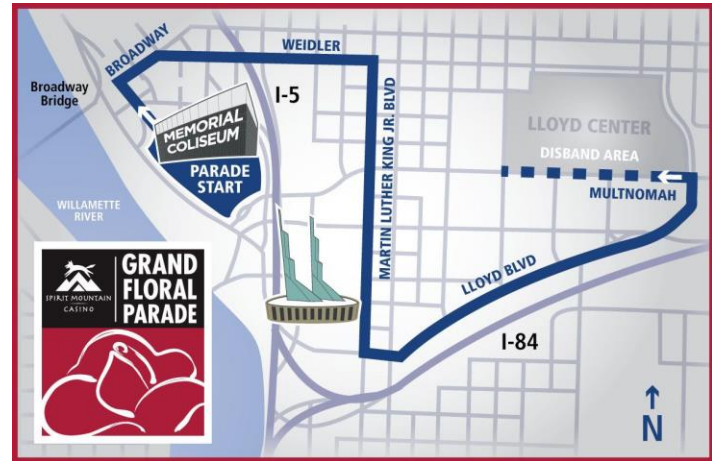 BROADWAY
WEIDLER
Broadway
Bridge
I-5
MEMORIAL
COLISEUM
PARADE
START
MARTIN LUTHER KING JR. BLVD
LLOYD CENTER
DISBAND AREA
MULTNOMAH
WILLAMETTE
RIVER
LLOYD BLVD
I-84
SPIRIT MOUNTAIN
CASINO
GRAND
FLORAL
PARADE
N